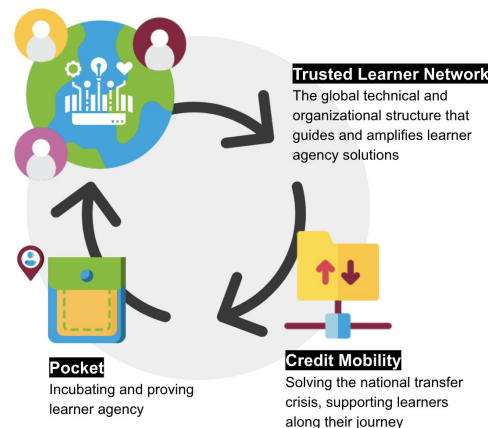 Trusted Learner Network
The global technical and
organizational structure that
guides and amplifies learner
agency solutions
Pocket
Incubating and proving
learner agency
Credit Mobility
Solving the national transfer
crisis, supporting learners
along their journey